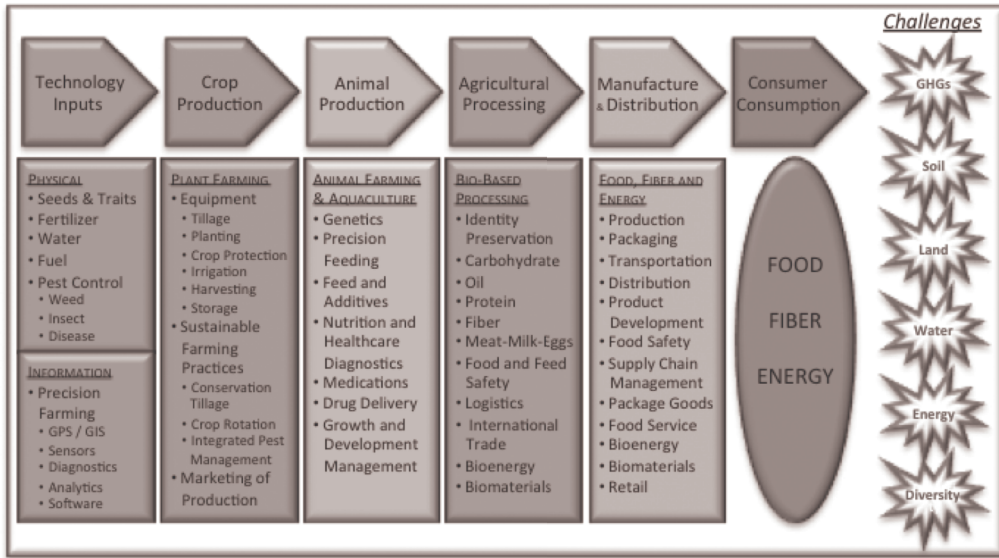 Challenges
Technology
Inputs
Crop
Production
Animal
Production
Agricultural
Processing
Manufacture
& Distribution
Consumer
Consumption
PHYSICAL
• Seeds & Traits
• Fertilizer
• Water
• Fuel
• Pest Control
• Weed
• Insect
• Disease
INFORMATION
• Precision
Farming
• GPS / GIS
• Sensors
• Diagnostics
• Analytics
• Software
PLANT FARMING
• Equipment
• Tillage
• Planting
• Crop Protection
• Irrigation
• Harvesting
• Storage
• Sustainable
Farming
Practices
• Conservation
Tillage
• Crop Rotation
• Integrated Pest
Management
• Marketing of
Production
ANIMAL FARMING
& AQUACULTURE
• Genetics
• Precision
Feeding
• Feed and
Additives
• Nutrition and
Healthcare
Diagnostics
• Medications
• Drug Delivery
• Growth and
Development
Management
BIO-BASED
PROCESSING
• Identity
Preservation
• Carbohydrate
• Oil
• Protein
• Fiber
• Meat-Milk-Eggs
• Food and Feed
Safety
• Logistics
• International
Trade
• Bioenergy
• Biomaterials
FOOD, FIBER AND
ENERGY
• Production
• Packaging
• Transportation
• Distribution
• Product
Development
• Food Safety
• Supply Chain
Management
• Package Goods
• Food Service
• Bioenergy
• Biomaterials
• Retail
FOOD
FIBER
ENERGY
GHGs
Soil
Land
Water
Energy
Diversity